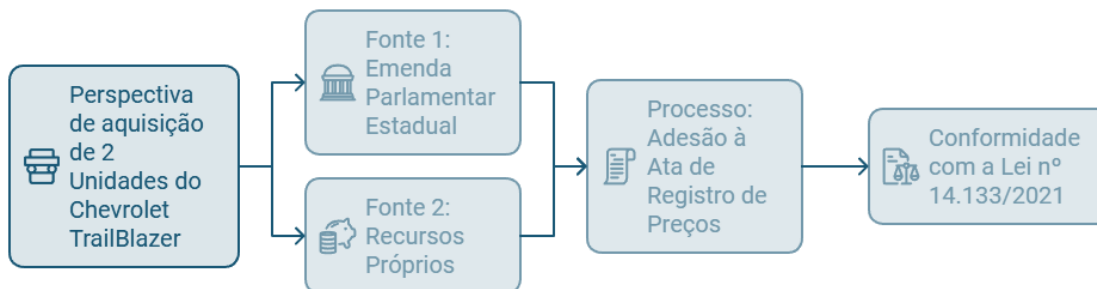 Perspectiva
de aquisição
de 2
Unidades do
Chevrolet
TrailBlazer
Fonte 1:
Emenda
Parlamentar
Estadual
Fonte 2:
Recursos
Próprios
Processo:
Adesão à
Ata de
Registro de
Preços
Conformidade
com a Lei nº
14.133/2021